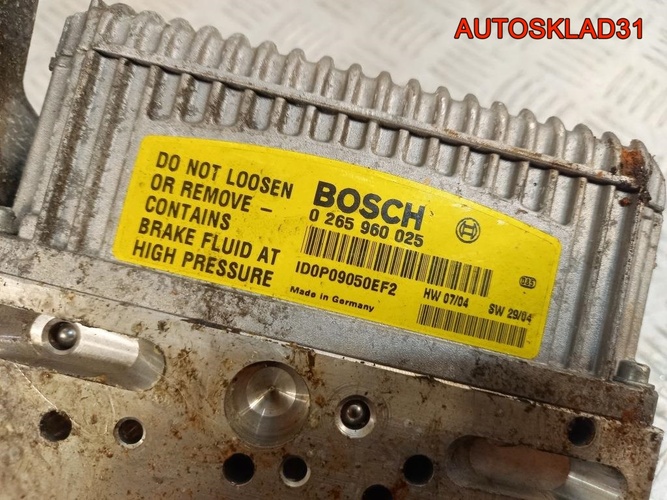 AUTOSKLAD31
DO NOT LOOSEN
OR REMOVE –
CONTAINS
BRAKE FLUID AT
HIGH PRESSURE
BOSCH
0 265 960 025
ID0P09050EF2
Made in Germany
HW 07/04 SW 29/04